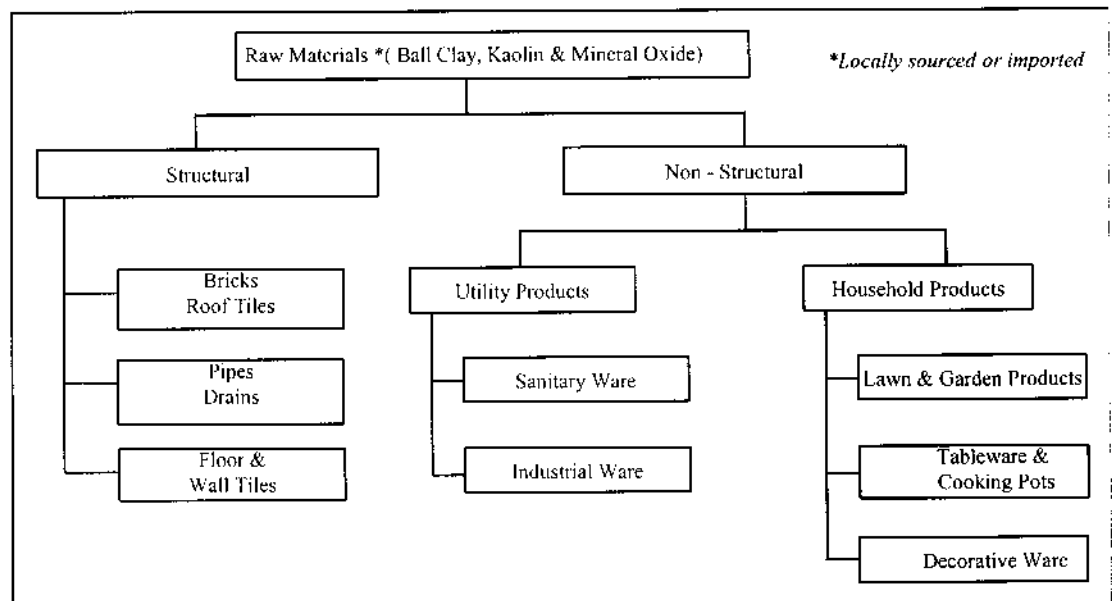 Raw Materials *( Ball Clay, Kaolin & Mineral Oxide)
*Locally sourced or imported
Structural
Non - Structural
Bricks
Roof Tiles
Pipes
Drains
Floor &
Wall Tiles
Utility Products
Sanitary Ware
Industrial Ware
Household Products
Lawn & Garden Products
Tableware &
Cooking Pots
Decorative Ware